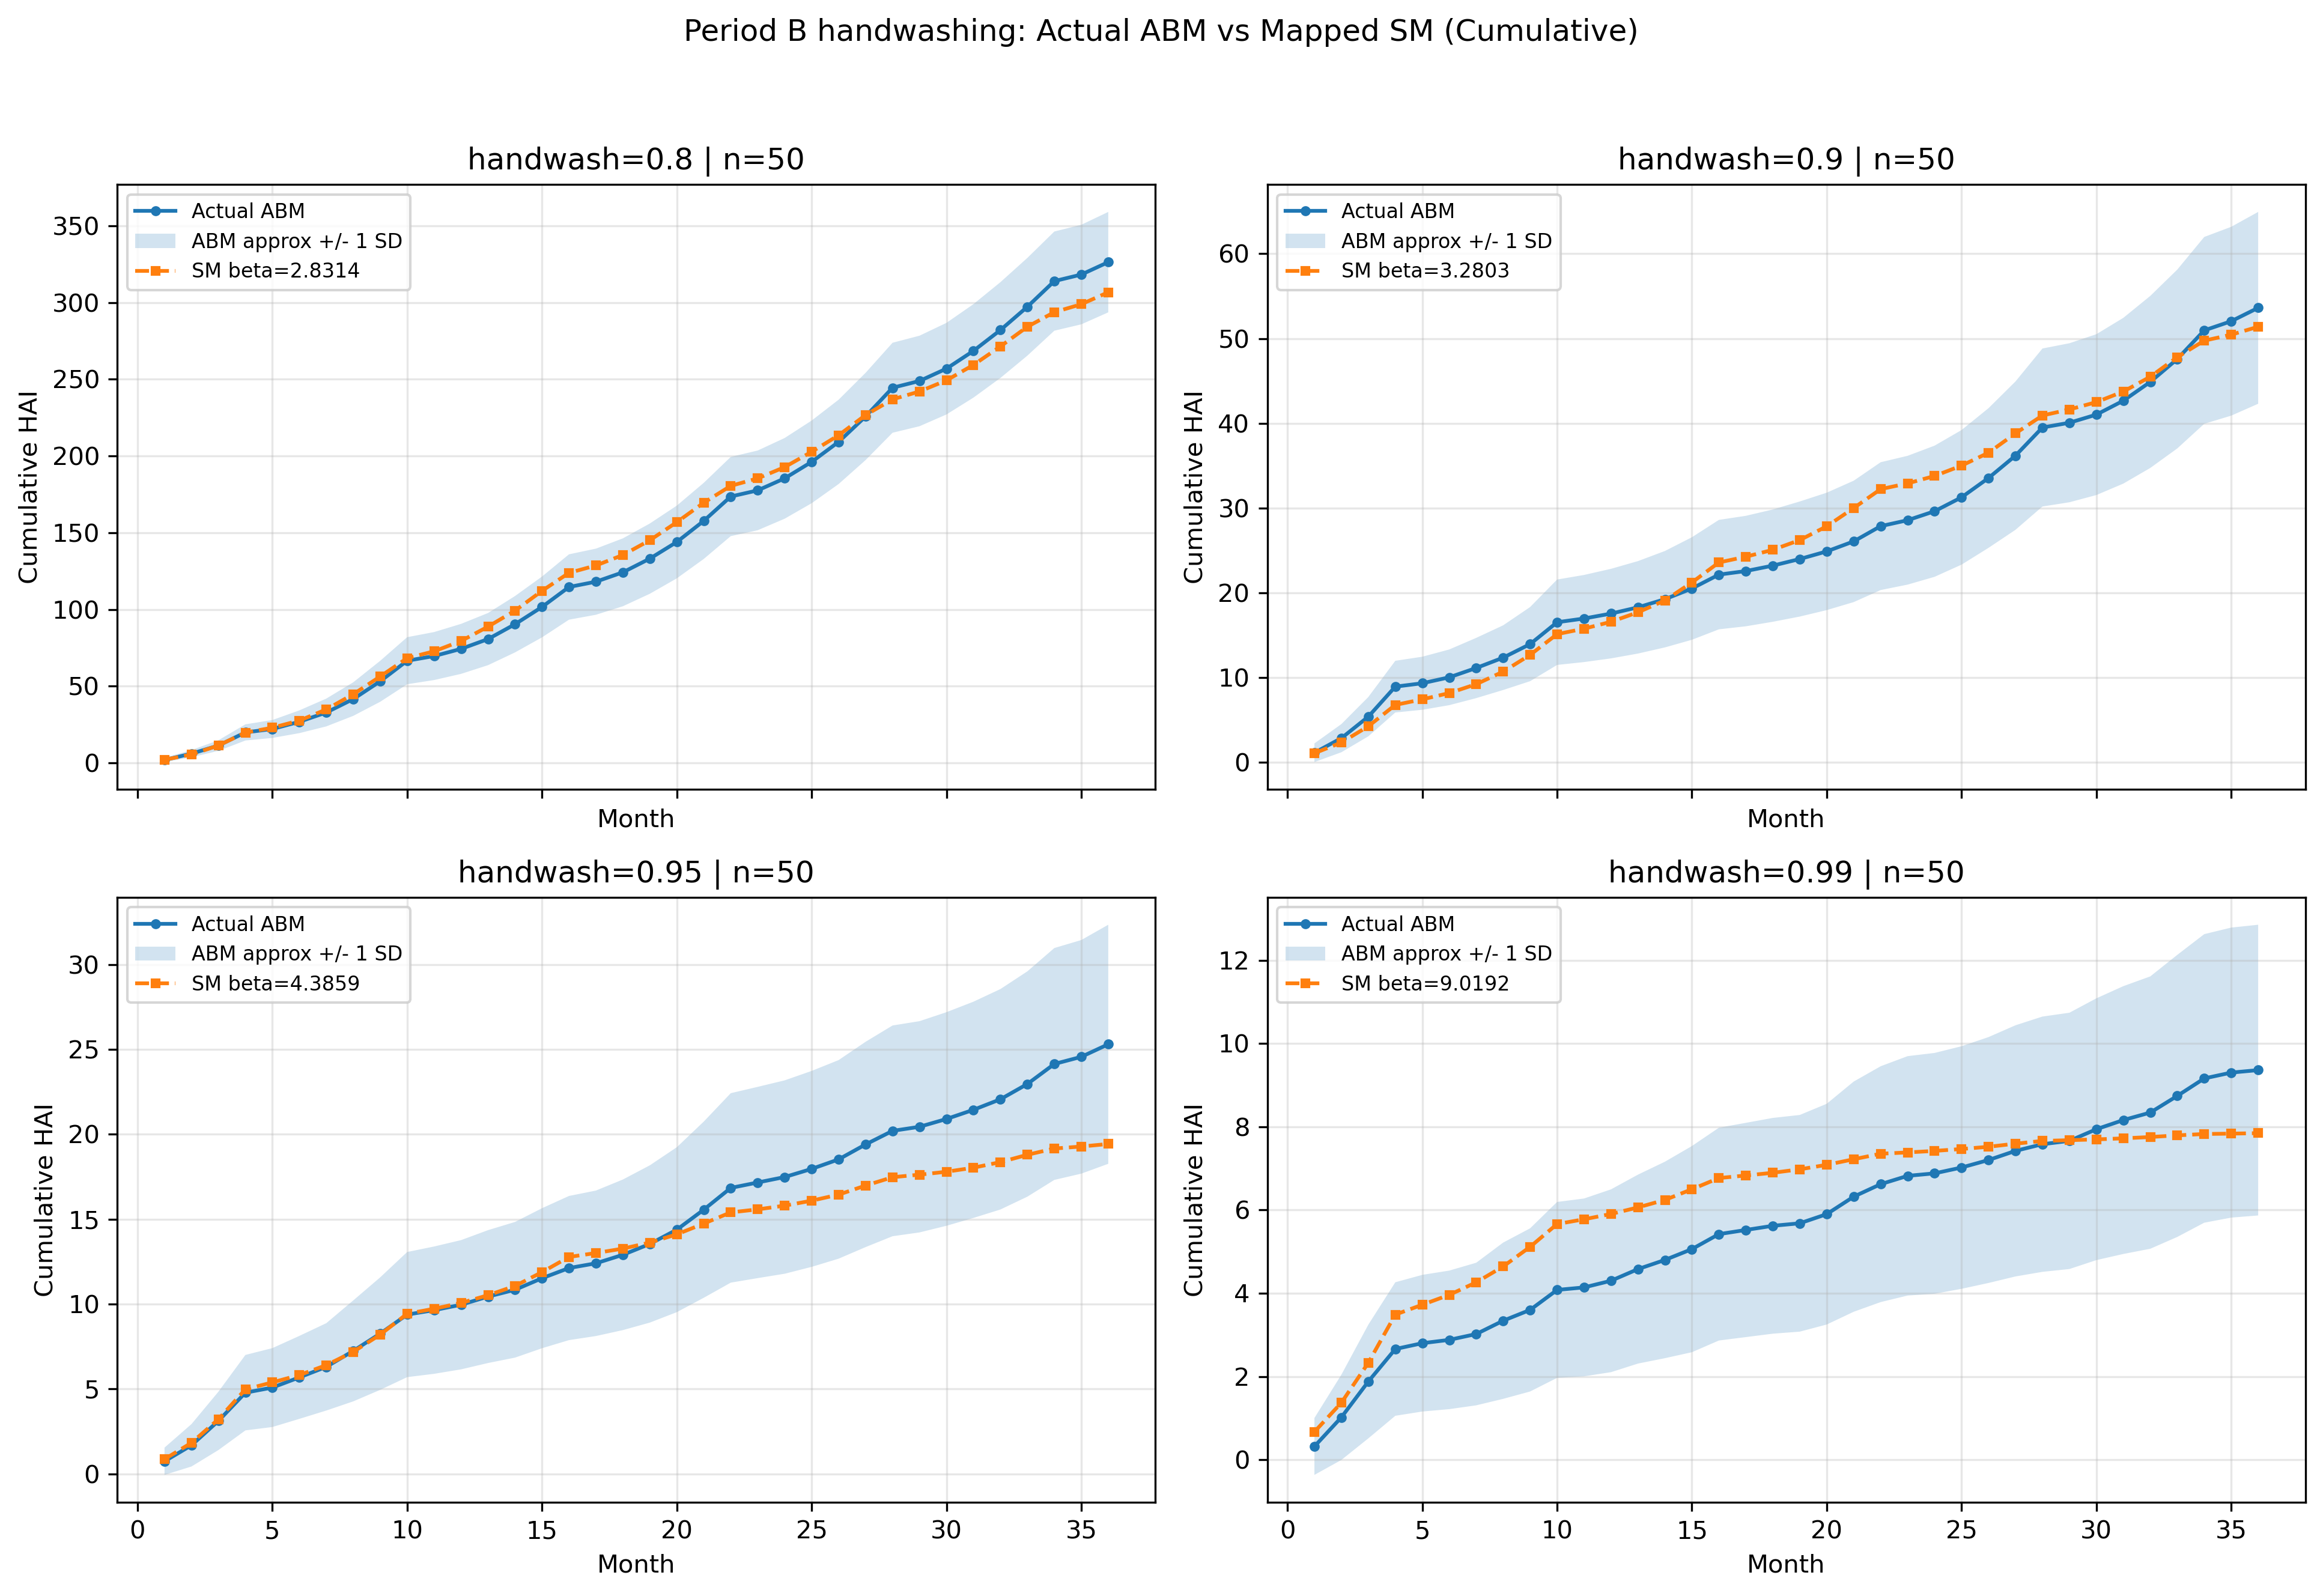 Period B handwashing: Actual ABM vs Mapped SM (Cumulative)
handwash=0.8 | n=50
Actual ABM
ABM approx +/- 1 SD
SM beta=2.8314
350
300
250
200
150
100
50
0
Cumulative HAI
Month
handwash=0.9 | n=50
Actual ABM
ABM approx +/- 1 SD
SM beta=3.2803
60
50
40
30
20
10
0
Cumulative HAI
Month
handwash=0.95 | n=50
Actual ABM
ABM approx +/- 1 SD
SM beta=4.3859
30
25
20
15
10
5
0
Cumulative HAI
0 5 10 15 20 25 30 35
Month
handwash=0.99 | n=50
Actual ABM
ABM approx +/- 1 SD
SM beta=9.0192
12
10
8
6
4
2
0
Cumulative HAI
0 5 10 15 20 25 30 35
Month